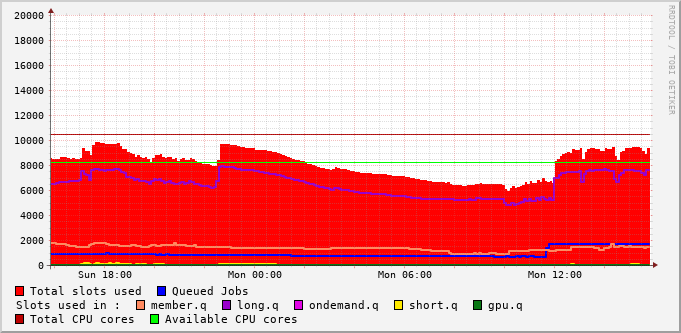 20000
18000
16000
14000
12000
10000
8000
6000
4000
2000
0
Sun 18:00 Mon 00:00 Mon 06:00 Mon 12:00
Total slots used Queued Jobs
Slots used in : member.q long.q ondemand.q short.q gpu.q
Total CPU cores Available CPU cores
RRDTOOL / TOBI OETIKER